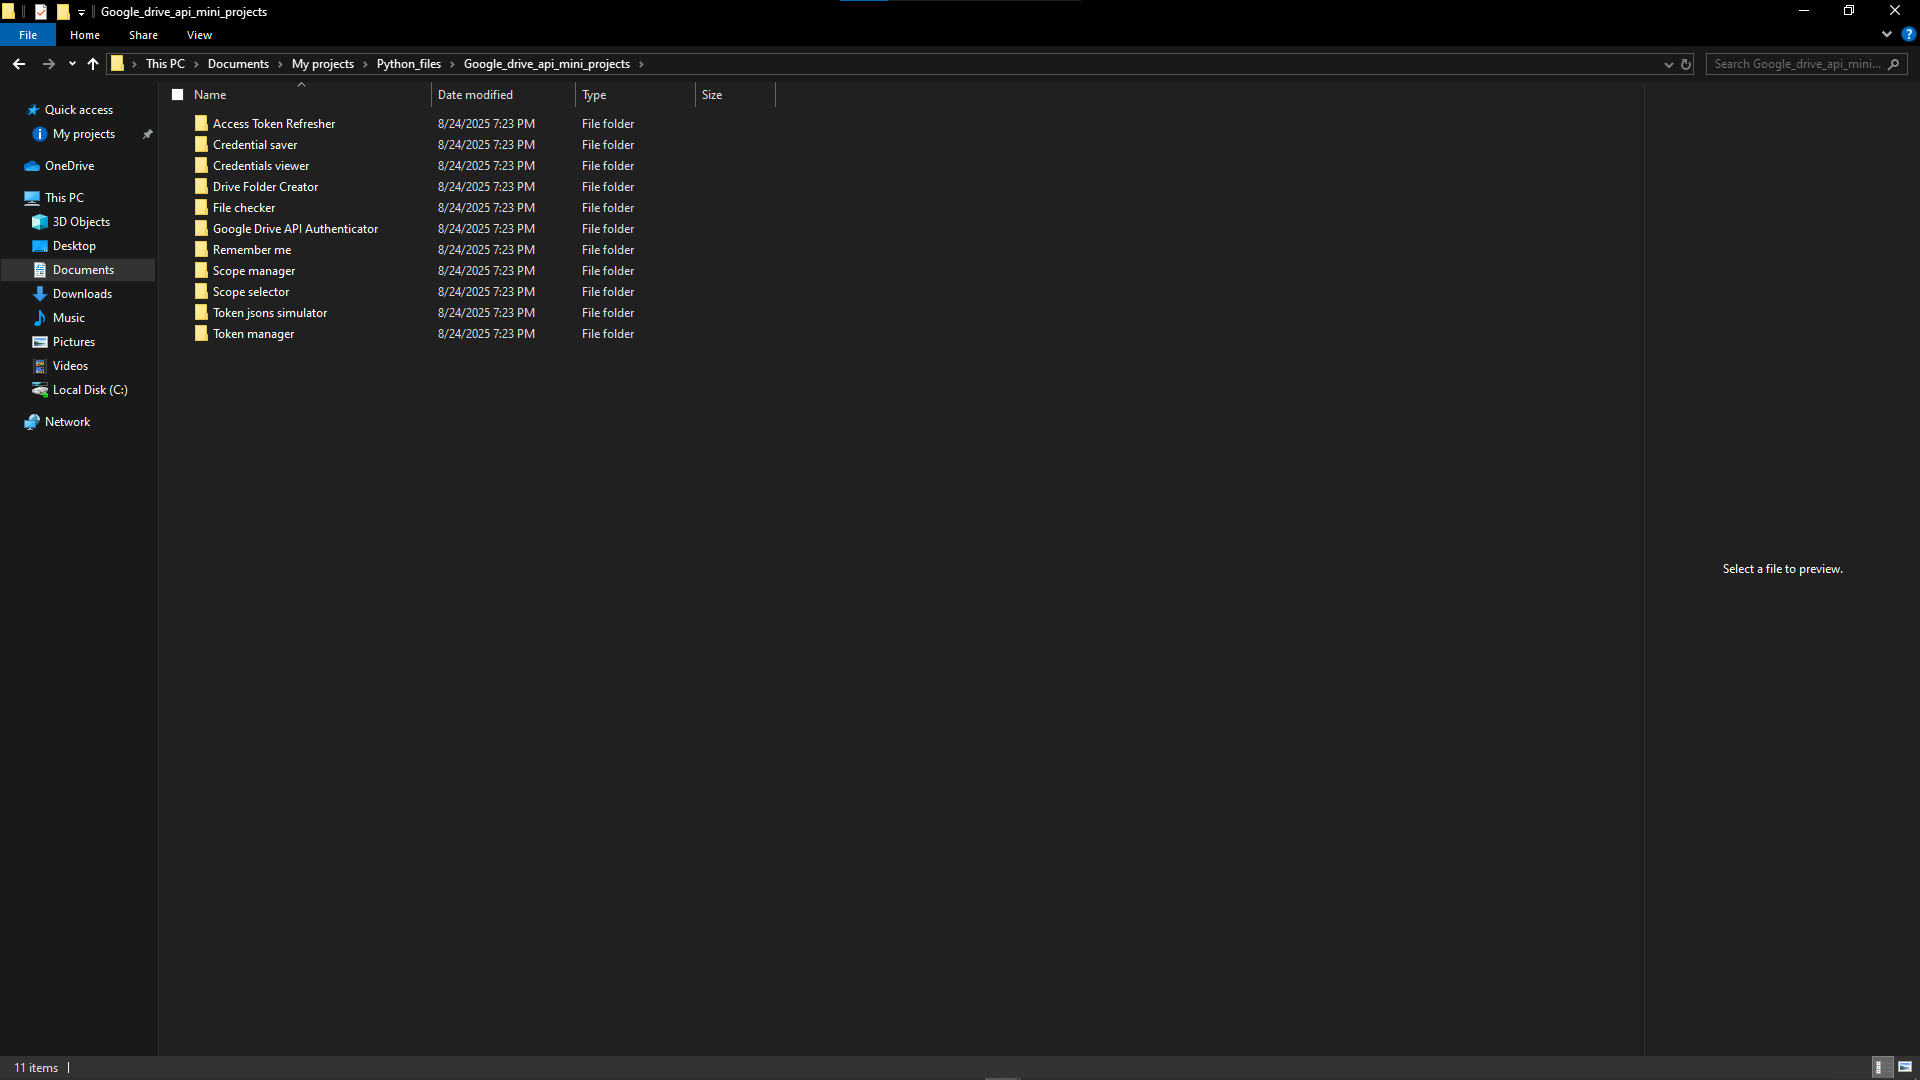 Google_drive_api_mini_projects
File Home Share View
This PC Documents My projects Python_files Google_drive_api_mini_projects
Search Google_drive_api_mini...
Quick access
My projects
OneDrive
This PC
3D Objects
Desktop
Documents
Downloads
Music
Pictures
Videos
Local Disk (C:)
Network
Name Date modified Type Size
Access Token Refresher 8/24/2025 7:23 PM File folder
Credential saver 8/24/2025 7:23 PM File folder
Credentials viewer 8/24/2025 7:23 PM File folder
Drive Folder Creator 8/24/2025 7:23 PM File folder
File checker 8/24/2025 7:23 PM File folder
Google Drive API Authenticator 8/24/2025 7:23 PM File folder
Remember me 8/24/2025 7:23 PM File folder
Scope manager 8/24/2025 7:23 PM File folder
Scope selector 8/24/2025 7:23 PM File folder
Token jsons simulator 8/24/2025 7:23 PM File folder
Token manager 8/24/2025 7:23 PM File folder
Select a file to preview.
11 items